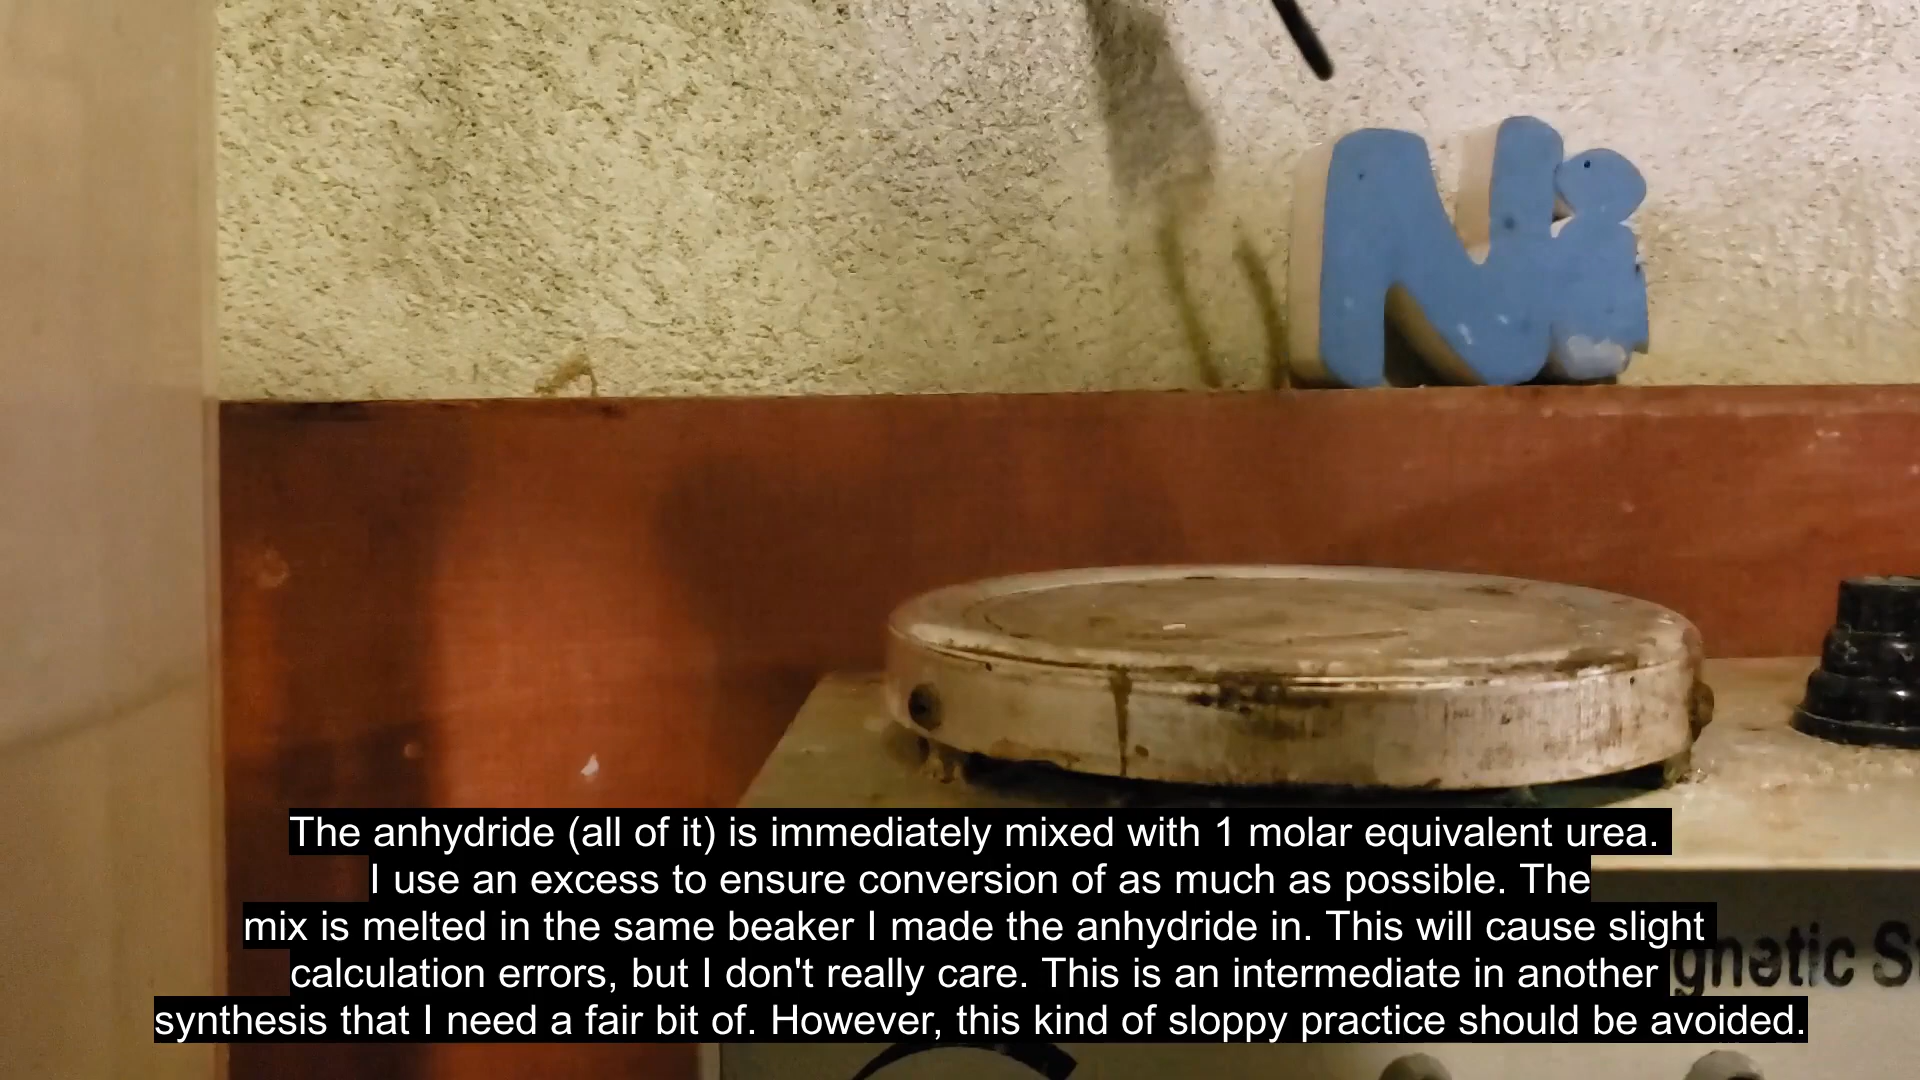 Ni
The anhydride (all of it) is immediately mixed with 1 molar equivalent urea.
I use an excess to ensure conversion of as much as possible. The
mix is melted in the same beaker I made the anhydride in. This will cause slight
calculation errors, but I don't really care. This is an intermediate in another
synthesis that I need a fair bit of. However, this kind of sloppy practice should be avoided.